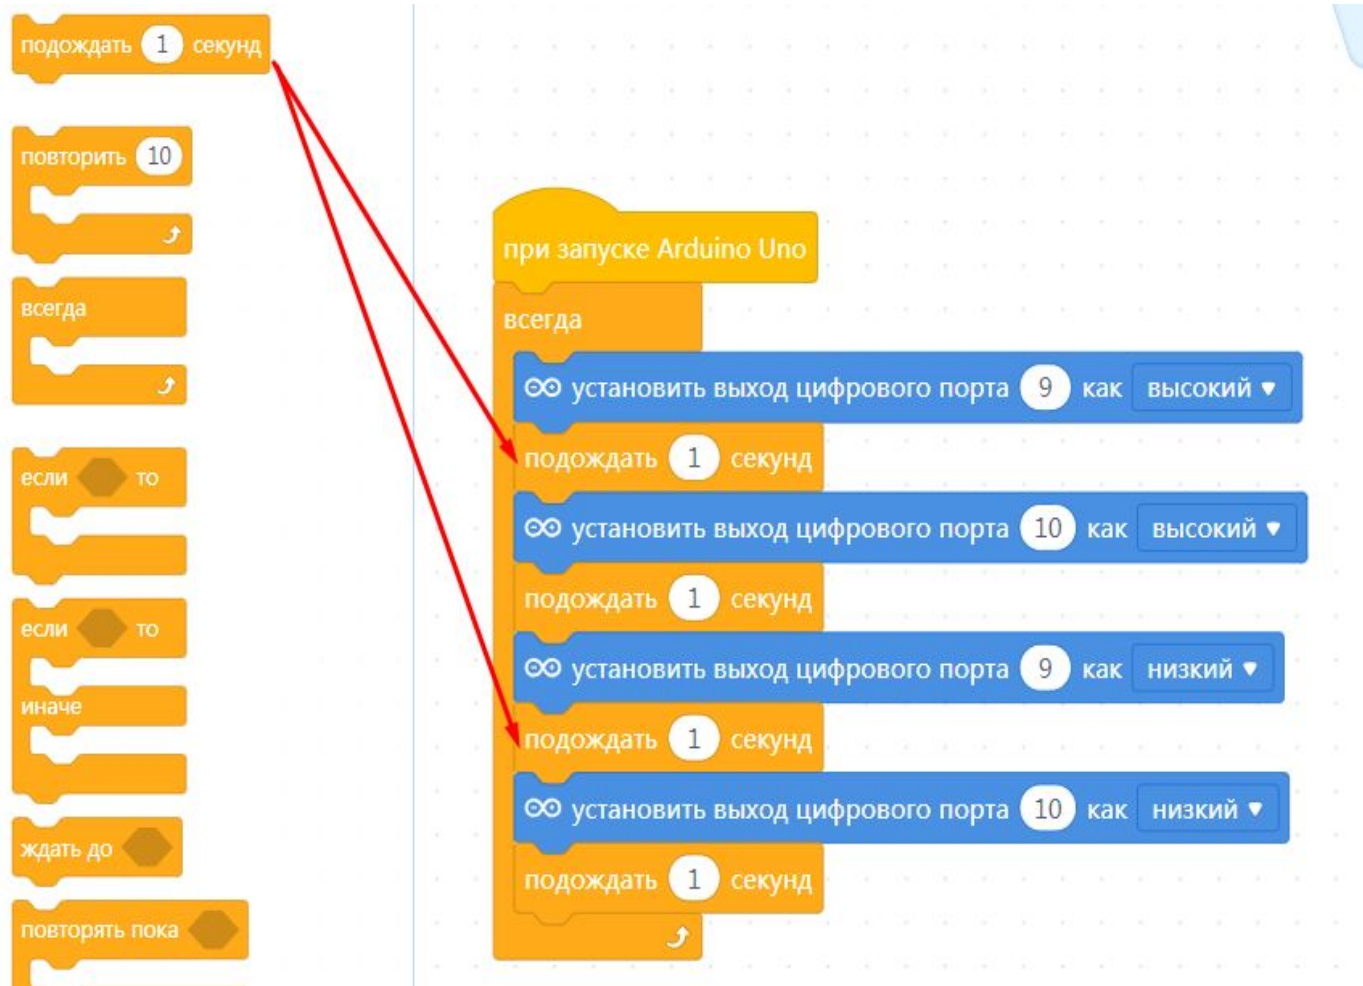 подождать 1 секунд
повторить 10
всегда
если то
если то
иначе
ждать до
повторять пока
при запуске Arduino Uno
всегда
установить выход цифрового порта 9 как высокий
подождать 1 секунд
установить выход цифрового порта 10 как высокий
подождать 1 секунд
установить выход цифрового порта 9 как низкий
подождать 1 секунд
установить выход цифрового порта 10 как низкий
подождать 1 секунд